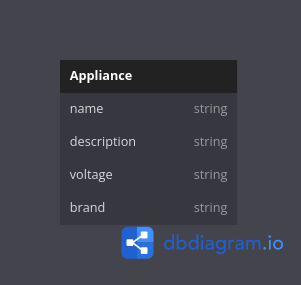 Appliance
name string
description string
voltage string
brand string
dbdiagram.io